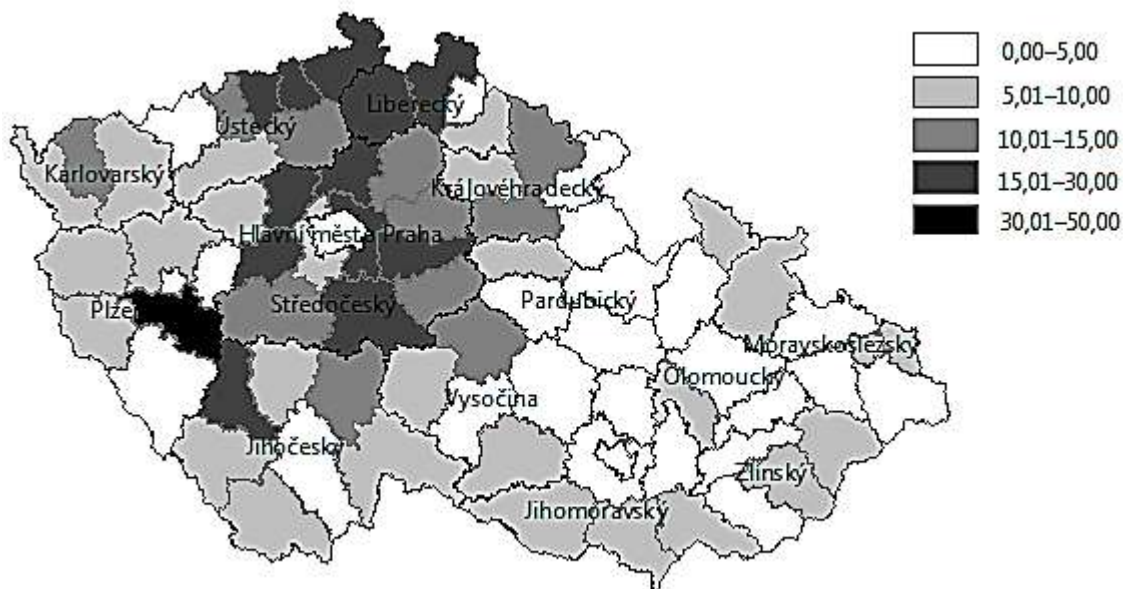 0,00–5,00
5,01–10,00
10,01–15,00
15,01–30,00
30,01–50,00
Liberecký
Ústecký
Karlovarský
Královéhradecký
Hlavní město Praha
Středočeský
Pardubický
Plzeň
Moravskoslezský
Olomoucký
Vysočina
Jihočeský
Zlínský
Jihomoravský